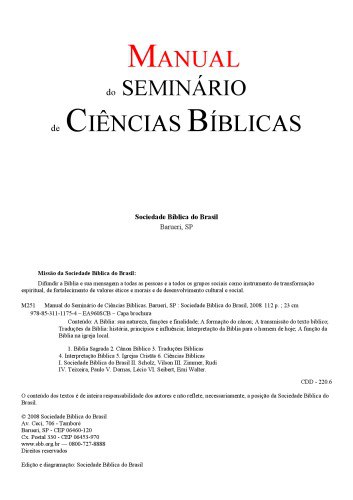 MANUAL
do SEMINÁRIO
de CIÊNCIAS BÍBLICAS
Sociedade Bíblica do Brasil
Barueri, SP
Missão da Sociedade Bíblica do Brasil:
Difundir a Bíblia e sua mensagem a todas as pessoas e a todos os grupos sociais como instrumento de transformação
espiritual, de fortalecimento de valores éticos e morais e de desenvolvimento cultural e social.
M251 Manual do Seminário de Ciências Bíblicas. Barueri, SP : Sociedade Bíblica do Brasil, 2008. 112 p. ; 23 cm
978-85-311-1175-4 – EA960SCB – Capa brochura
Conteúdo: A Bíblia: sua natureza, funções e finalidade; A formação do cânon; A transmissão do texto bíblico;
Traduções da Bíblia: história, princípios e influência; Interpretação da Bíblia para o homem de hoje; A função da
Bíblia na igreja local.
1. Bíblia Sagrada 2. Cânon Bíblico 3. Traduções Bíblicas
4. Interpretação Bíblica 5. Igrejas Cristãs 6. Ciências Bíblicas
I. Sociedade Bíblica do Brasil II. Scholz, Vilson III. Zimmer, Rudi
IV. Teixeira, Paulo V. Dornas, Lécio VI. Seibert, Erní Walter.
CDD - 220.6
O conteúdo dos textos é de inteira responsabilidade dos autores e não reflete, necessariamente, a posição da Sociedade Bíblica do
Brasil.
© 2008 Sociedade Bíblica do Brasil
Av. Ceci, 706 - Tamboré
Barueri, SP - CEP 06460-120
Cx. Postal 330 - CEP 06453-970
www.sbb.org.br — 0800-727-8888
Direitos reservados
Edição e diagramação: Sociedade Bíblica do Brasil